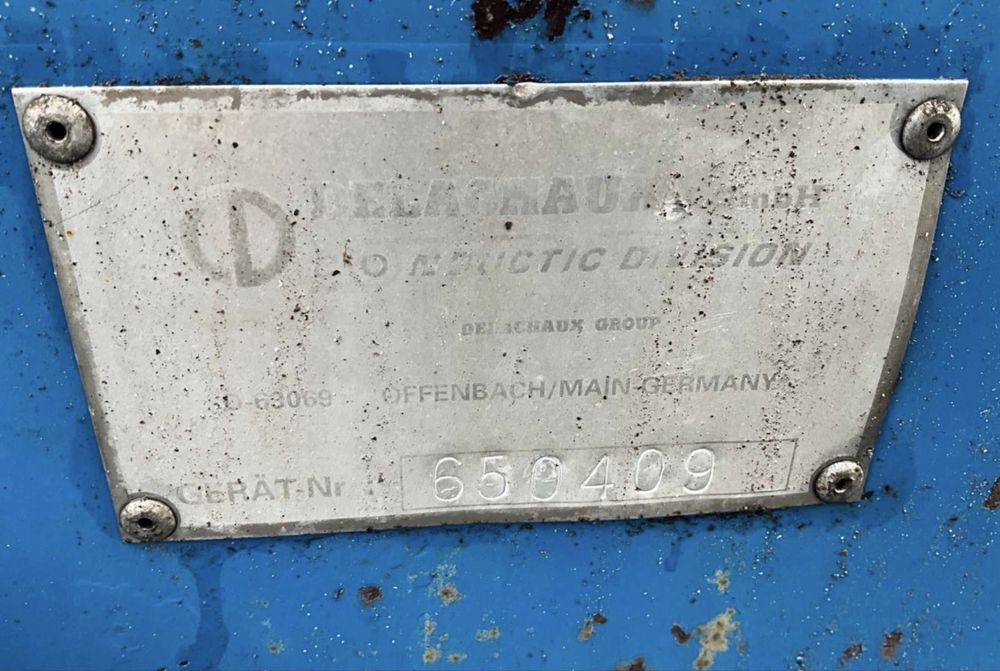 DELACHAUX GmbH
CONDUCTIC DIVISION
DELACHAUX GROUP
D-63069 OFFENBACH/MAIN-GERMANY
GERÄT-Nr 650409